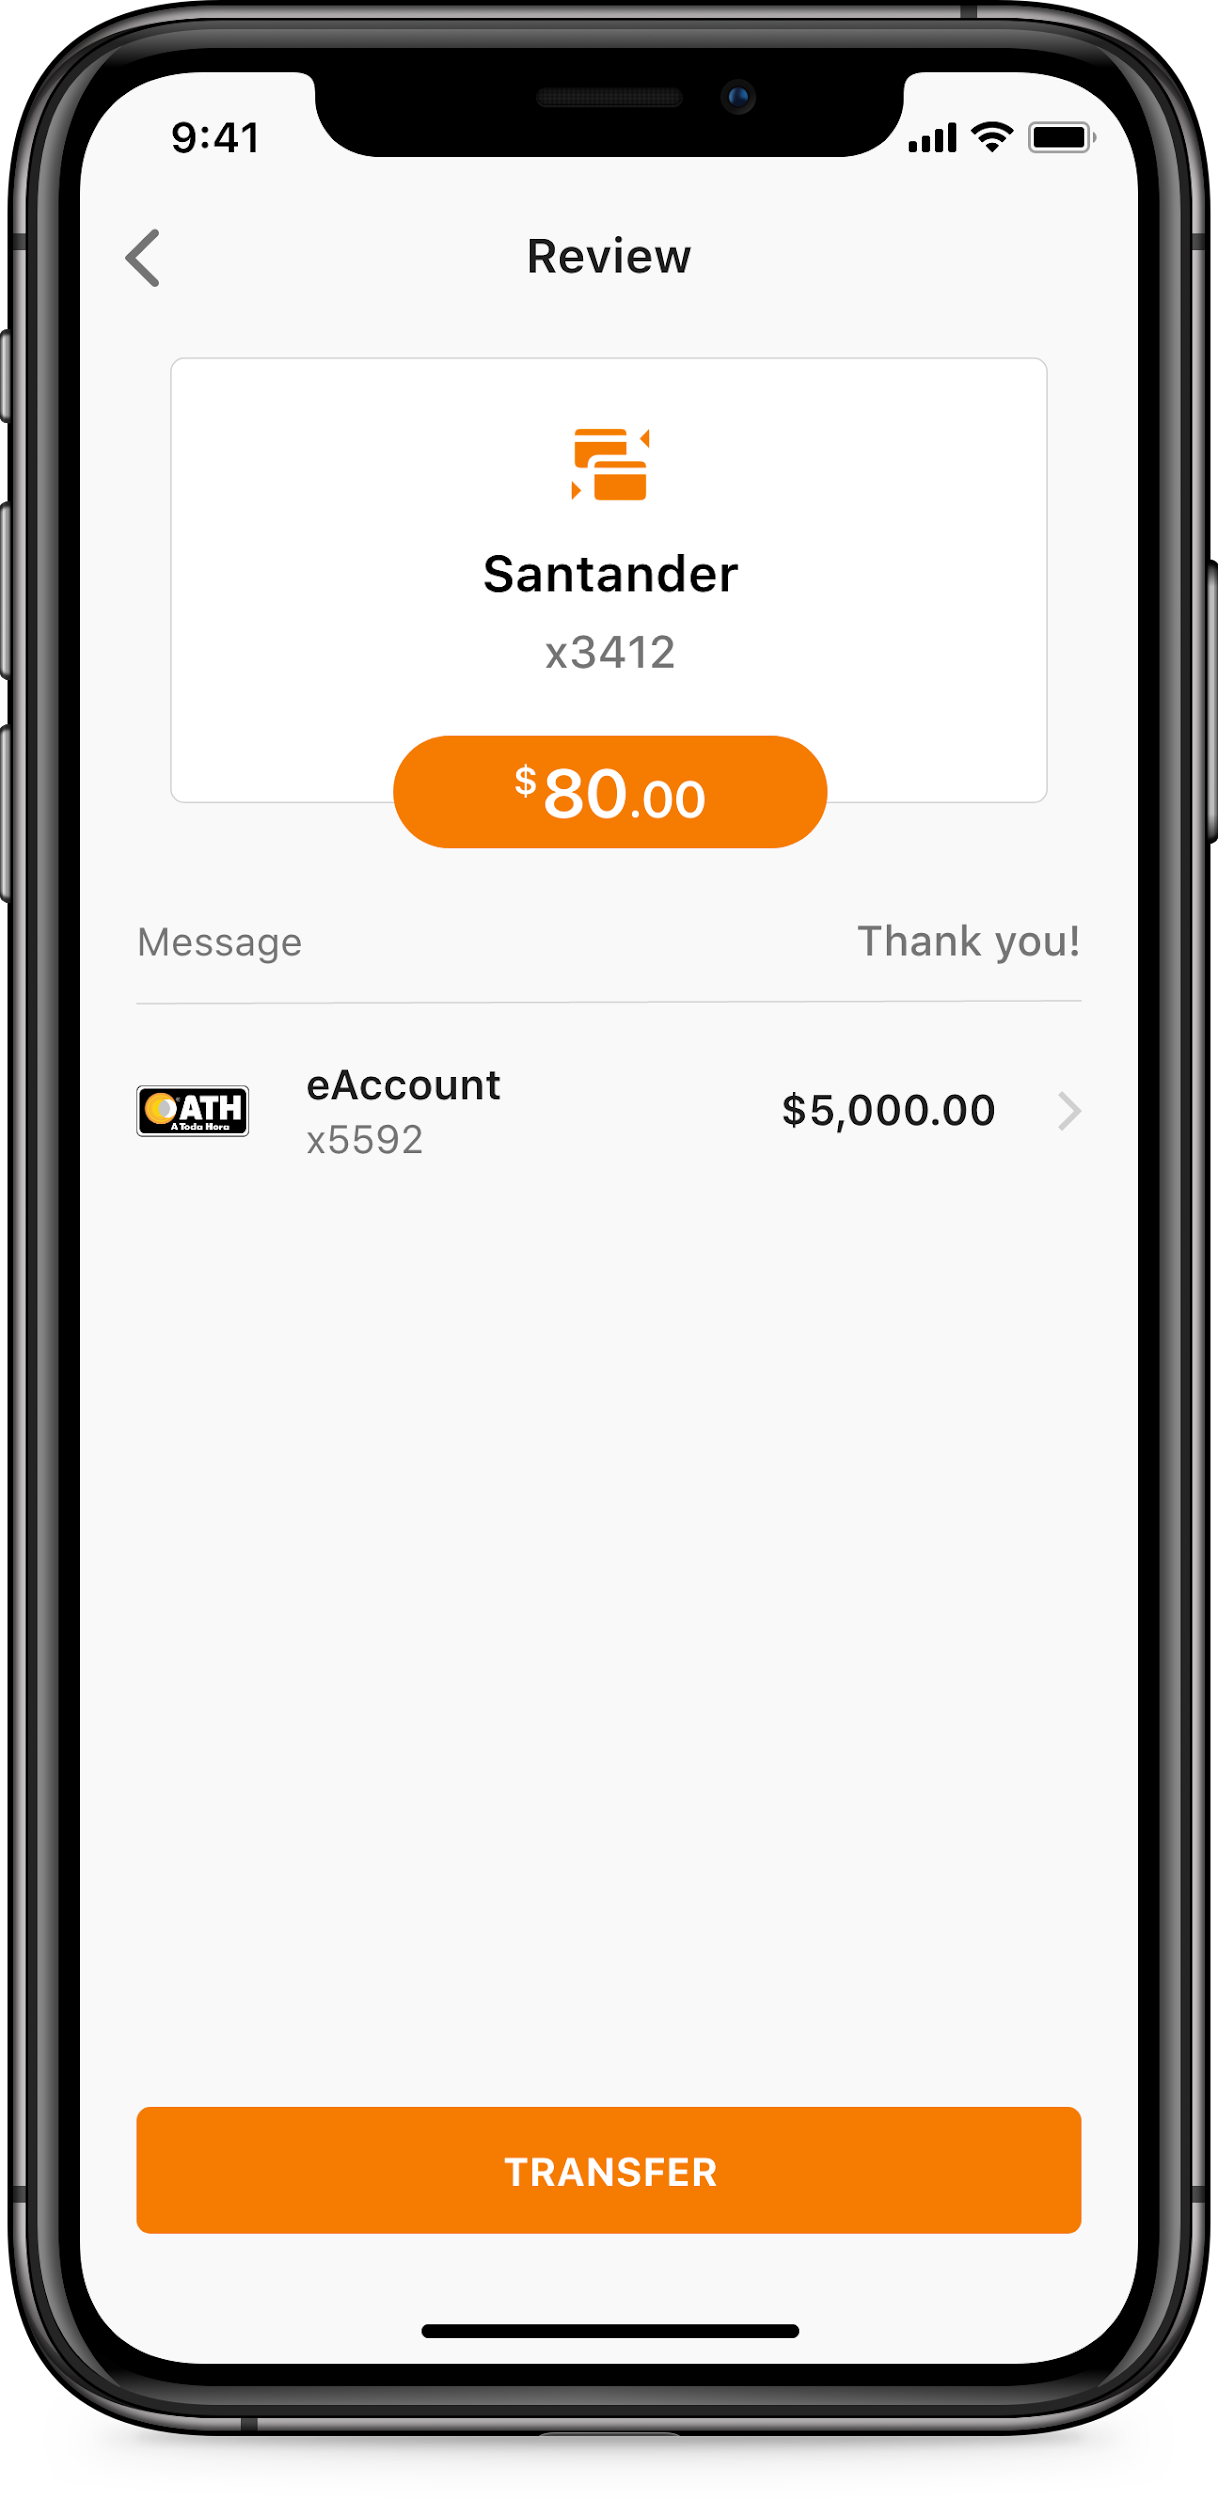 9:41
Review
Santander
x3412
$80.00
Message
Thank you!
ATH
A Toda Hora
eAccount
x5592
$5,000.00
TRANSFER